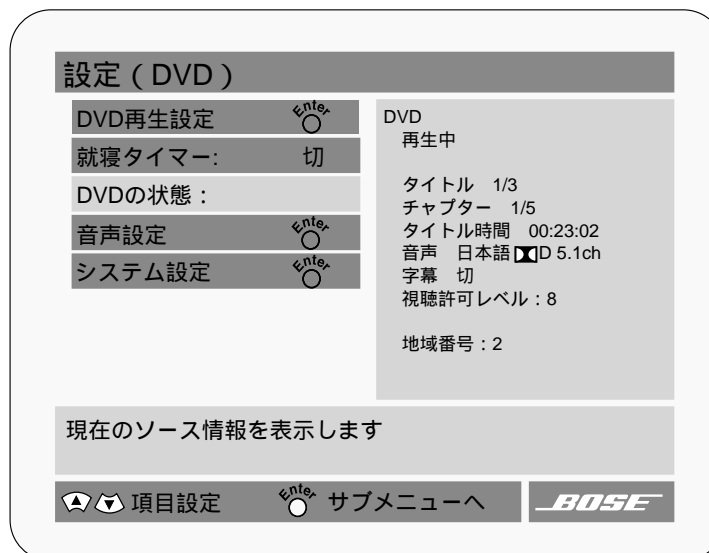 設定（DVD）
DVD再生設定 Enter
就寝タイマー: 切
DVDの状態：
音声設定 Enter
システム設定 Enter
DVD
再生中
タイトル 1/3
チャプター 1/5
タイトル時間 00:23:02
音声 日本語 D 5.1ch
字幕 切
視聴許可レベル：8
地域番号：2
現在のソース情報を表示します
項目設定 Enter サブメニューへ
BOSE